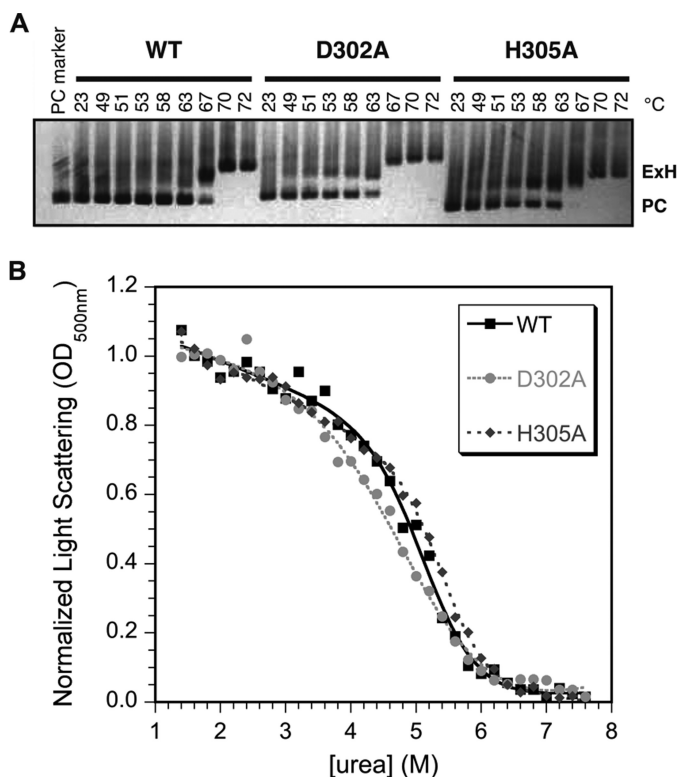 A
PC marker
WT D302A H305A
23 49 51 53 58 63 67 70 72 23 49 51 53 58 63 67 70 72 23 49 51 53 58 63 67 70 72 °C
ExH
PC
B
Normalized Light Scattering (OD500nm)
1.2
1.0
0.8
0.6
0.4
0.2
0.0
WT
D302A
H305A
1 2 3 4 5 6 7 8
[urea] (M)